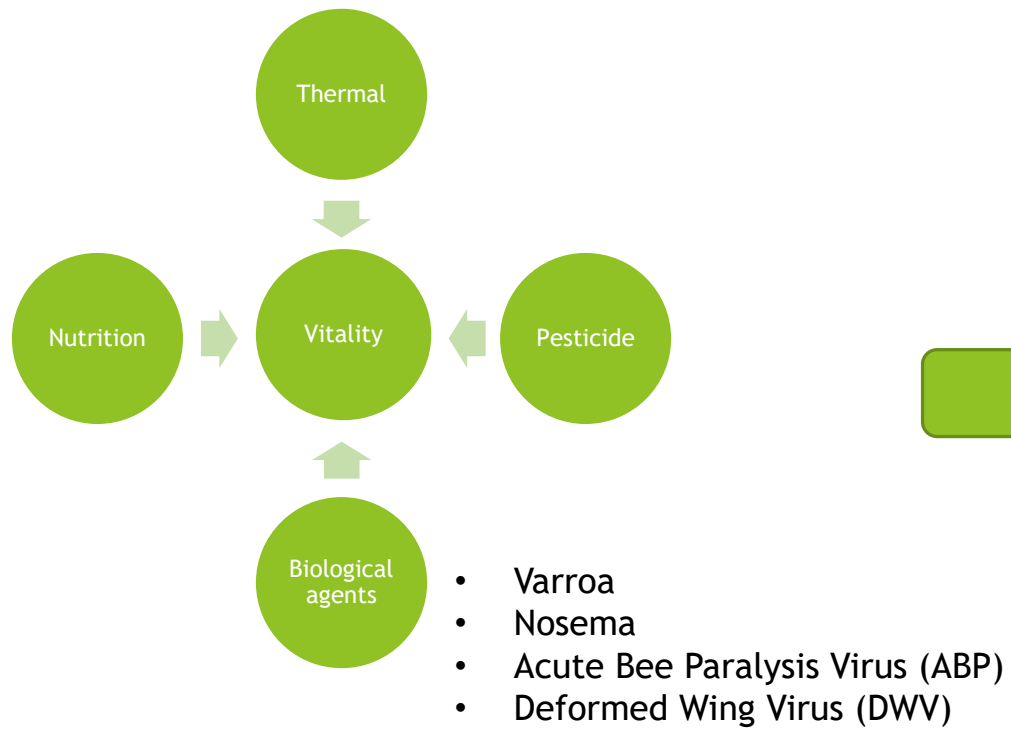 Thermal
Nutrition
Vitality
Pesticide
Biological
agents
• Varroa
• Nosema
• Acute Bee Paralysis Virus (ABP)
• Deformed Wing Virus (DWV)